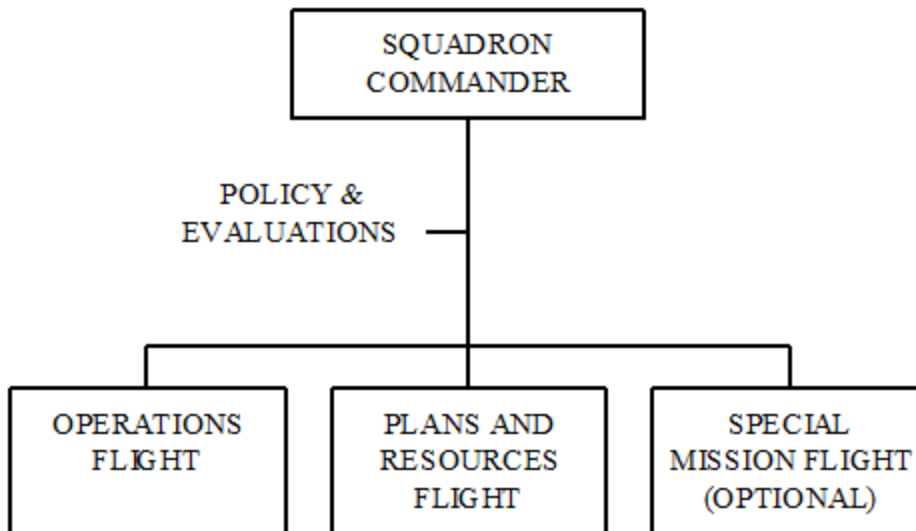 SQUADRON
COMMANDER
POLICY &
EVALUATIONS
OPERATIONS
FLIGHT
PLANS AND
RESOURCES
FLIGHT
SPECIAL
MISSION FLIGHT
(OPTIONAL)